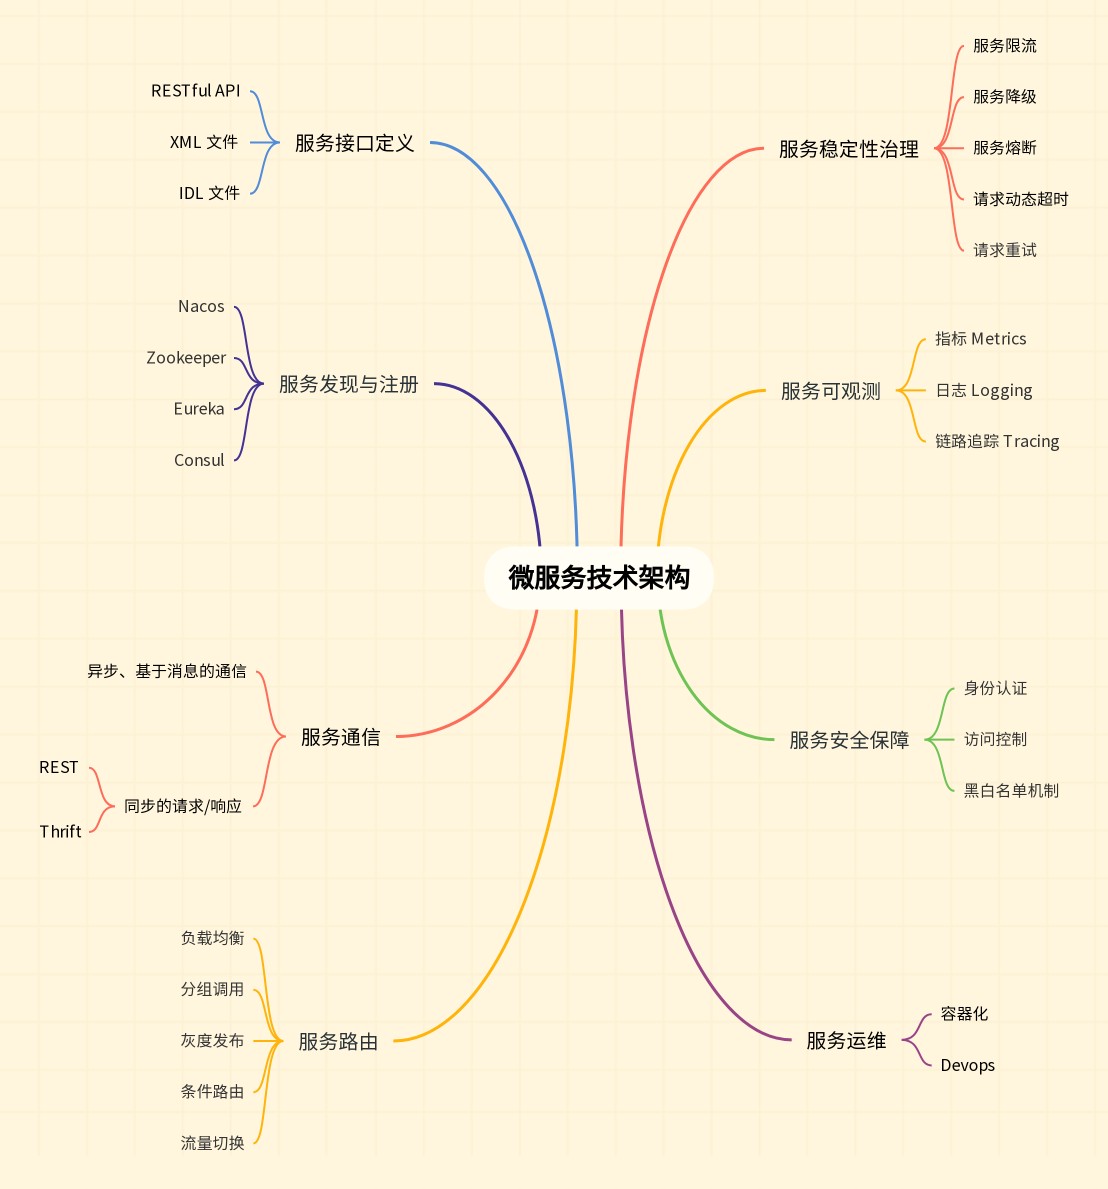 微服务技术架构
服务接口定义
RESTful API
XML 文件
IDL 文件
服务发现与注册
Nacos
Zookeeper
Eureka
Consul
服务通信
异步、基于消息的通信
同步的请求/响应
REST
Thrift
服务路由
负载均衡
分组调用
灰度发布
条件路由
流量切换
服务稳定性治理
服务限流
服务降级
服务熔断
请求动态超时
请求重试
服务可观测
指标 Metrics
日志 Logging
链路追踪 Tracing
服务安全保障
身份认证
访问控制
黑白名单机制
服务运维
容器化
Devops